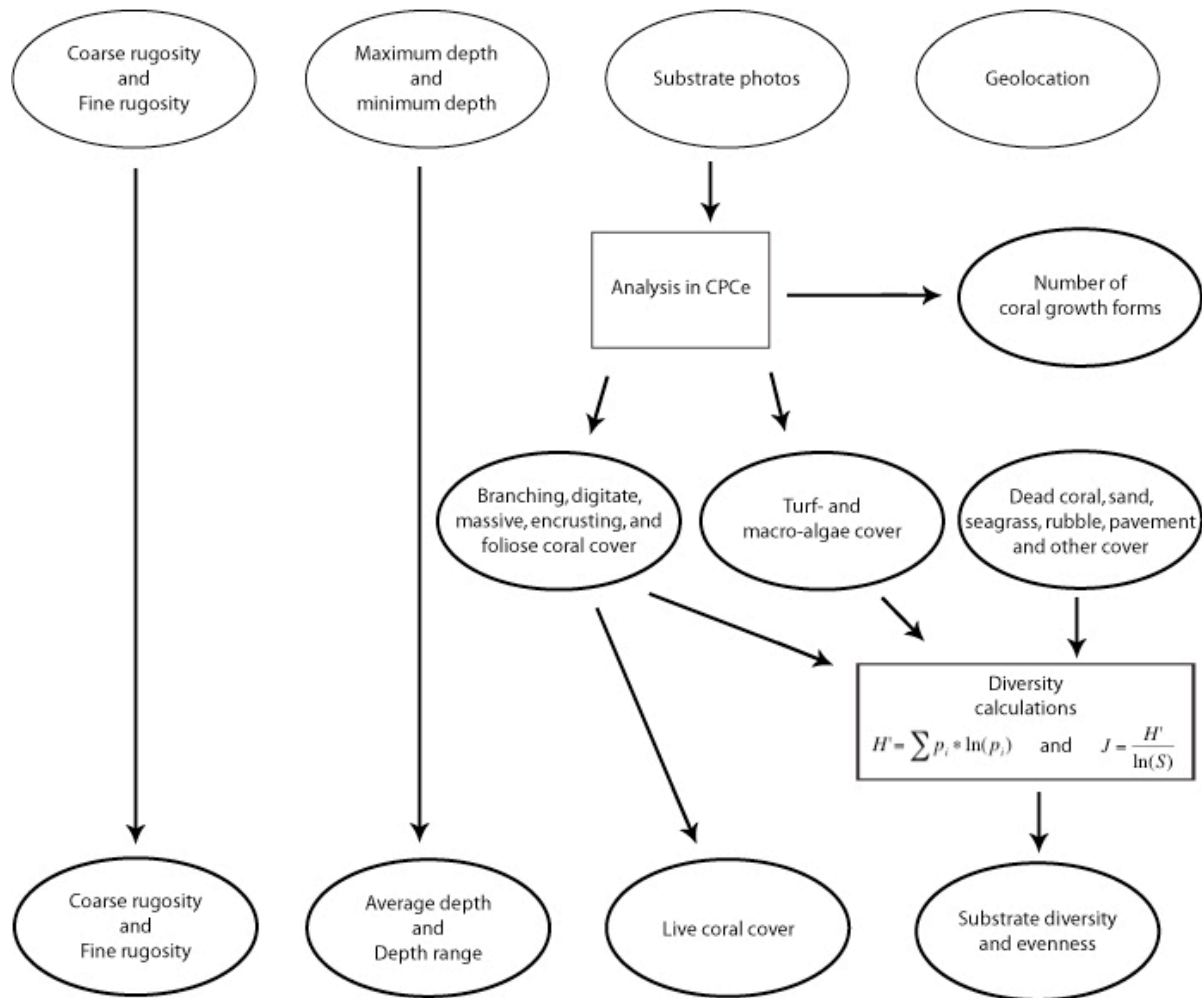 Coarse rugosity
and
Fine rugosity
Maximum depth
and
minimum depth
Substrate photos
Geolocation
Analysis in CPCe
Number of
coral growth forms
Branching, digitate,
massive, encrusting, and
foliose coral cover
Turf- and
macro-algae cover
Dead coral, sand,
seagrass, rubble, pavement
and other cover
Diversity
calculations
H'= ∑ p_i * ln(p_i) and J = H' / ln(S)
Coarse rugosity
and
Fine rugosity
Average depth
and
Depth range
Live coral cover
Substrate diversity
and evenness